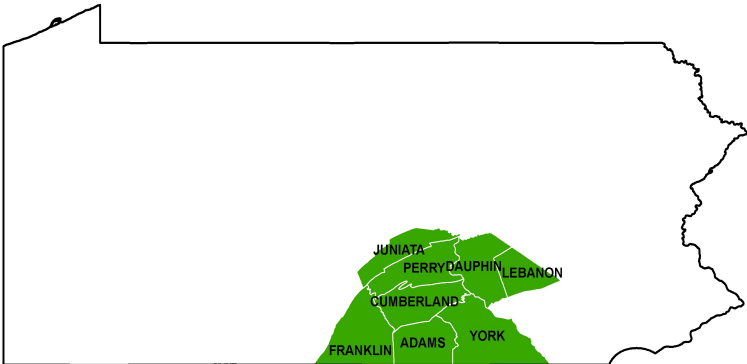 JUNIATA
PERRY
DAUPHIN
LEBANON
CUMBERLAND
YORK
ADAMS
FRANKLIN